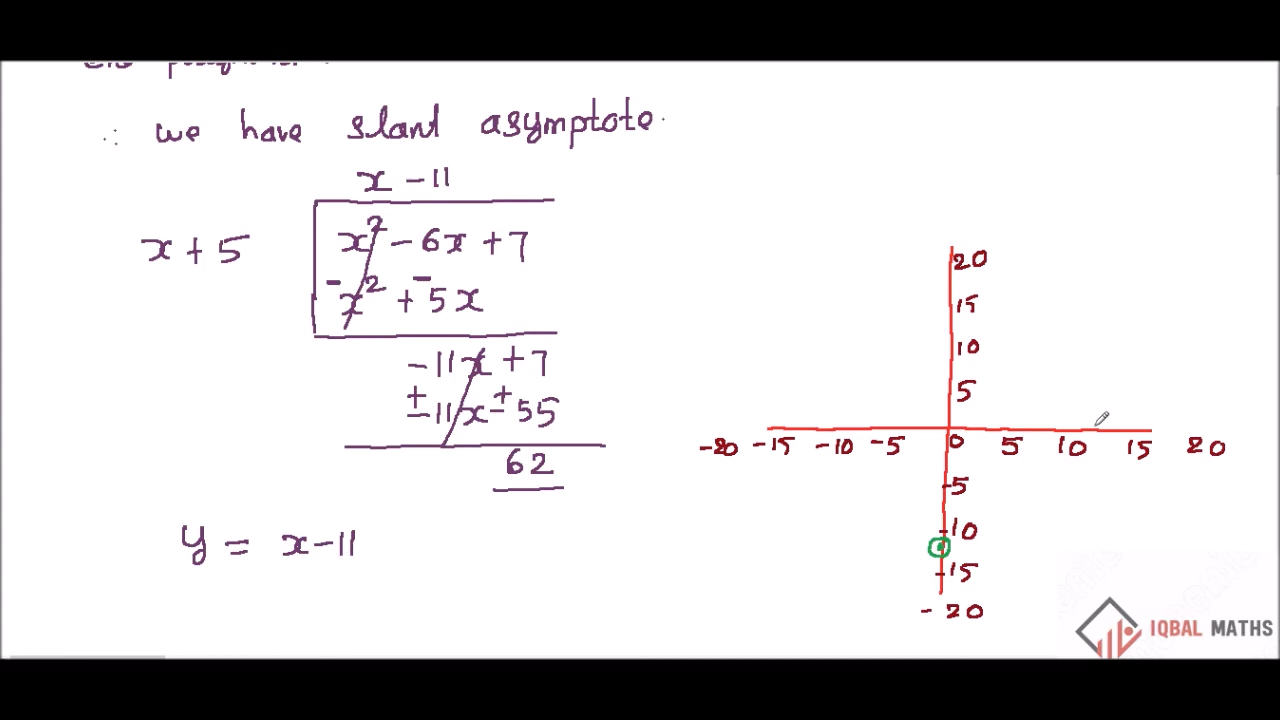 ∴ we have slant asymptote.
x - 11
x + 5
x² - 6x + 7
- x² + - 5x
-11x + 7
+ -11x + - 55
62
y = x - 11
20
15
10
5
-20 -15 -10 -5 0 5 10 15 20
-5
-10
-15
-20
IQBAL MATHS